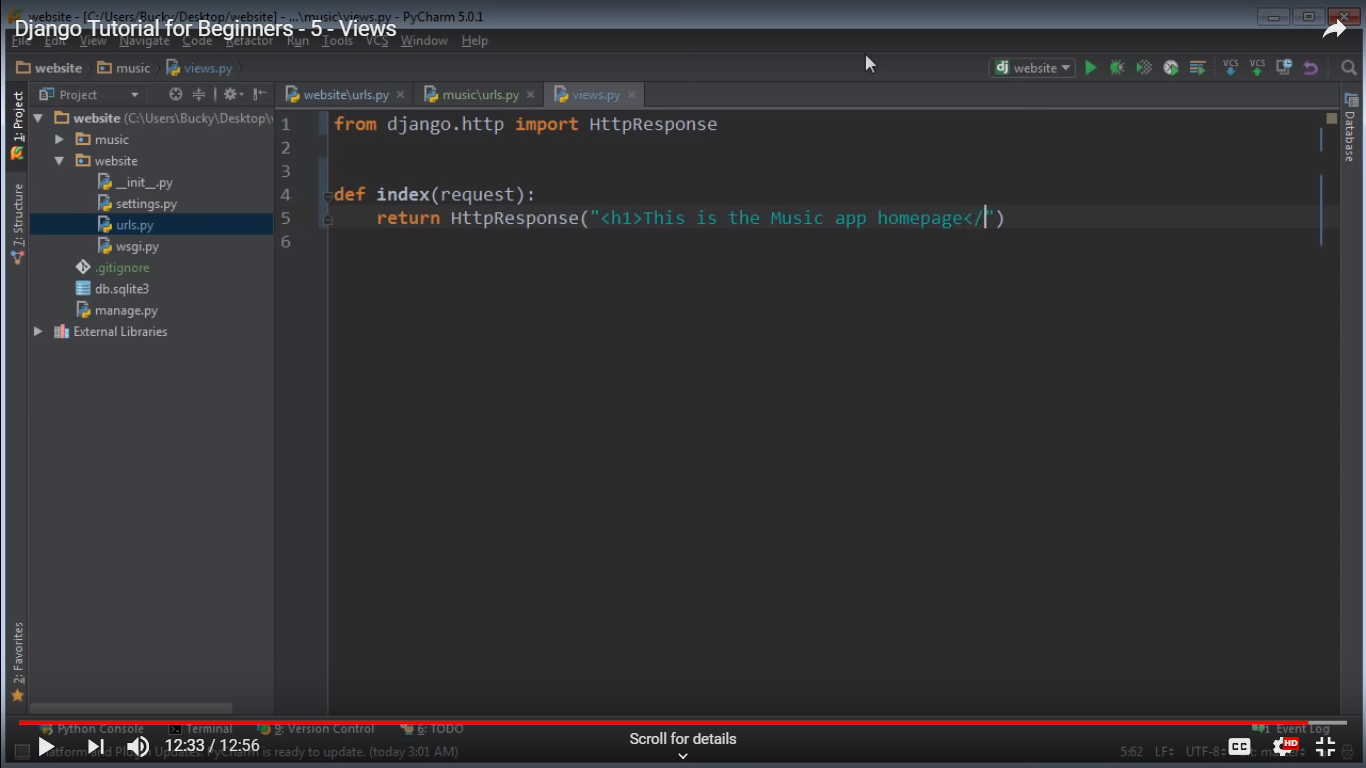 website - [C:/Users/Bucky/Desktop/website] - ...\music\views.py - PyCharm 5.0.1
Django Tutorial for Beginners - 5 - Views
File Edit View Navigate Code Refactor Run Tools VCS Window Help
website music views.py
dj website VCS VCS
Project
website\urls.py music\urls.py views.py
1: Project
7: Structure
2: Favorites
website (C:\Users\Bucky\Desktop\
music
website
__init__.py
settings.py
urls.py
wsgi.py
.gitignore
db.sqlite3
manage.py
External Libraries
1 from django.http import HttpResponse
2
3
4 def index(request):
5 return HttpResponse("<h1>This is the Music app homepage</")
6
Database
Python Console Terminal 9: Version Control 6: TODO
1 Event Log
Scroll for details
12:33 / 12:56
CC HD
Platform and Plugin Updates: PyCharm is ready to update. (today 3:01 AM)
5:62 LF UTF-8